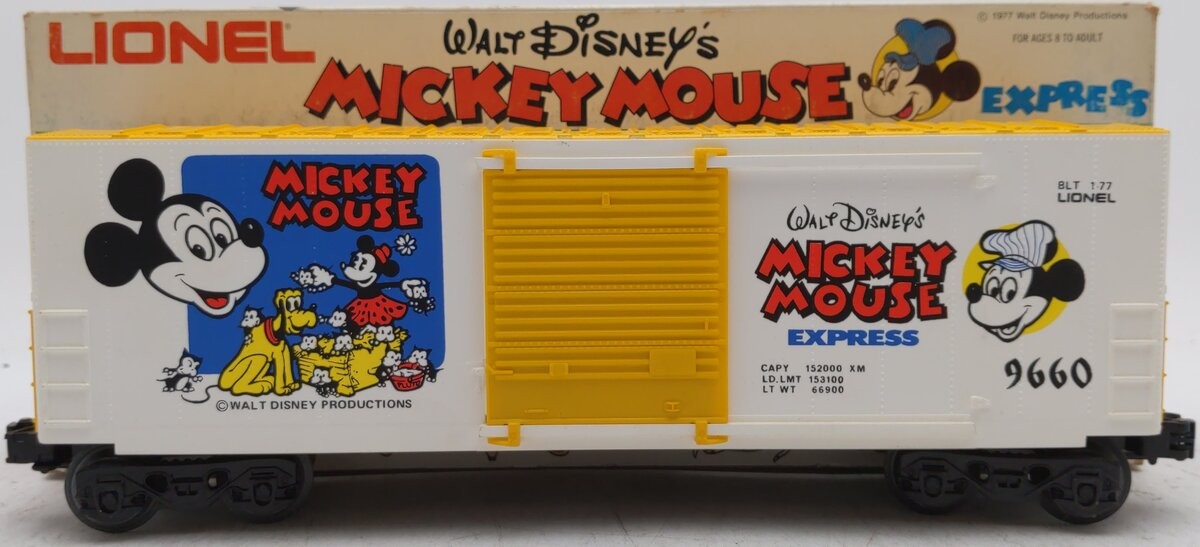 LIONEL
WALT DISNEY'S
MICKEY MOUSE
EXPRESS
© 1977 Walt Disney Productions
FOR AGES 8 TO ADULT
MICKEY
MOUSE
©WALT DISNEY PRODUCTIONS
WALT DISNEY'S
MICKEY
MOUSE
EXPRESS
CAPY 152000 XM
LD.LMT 153100
LT WT 66900
BLT 1-77
LIONEL
9660